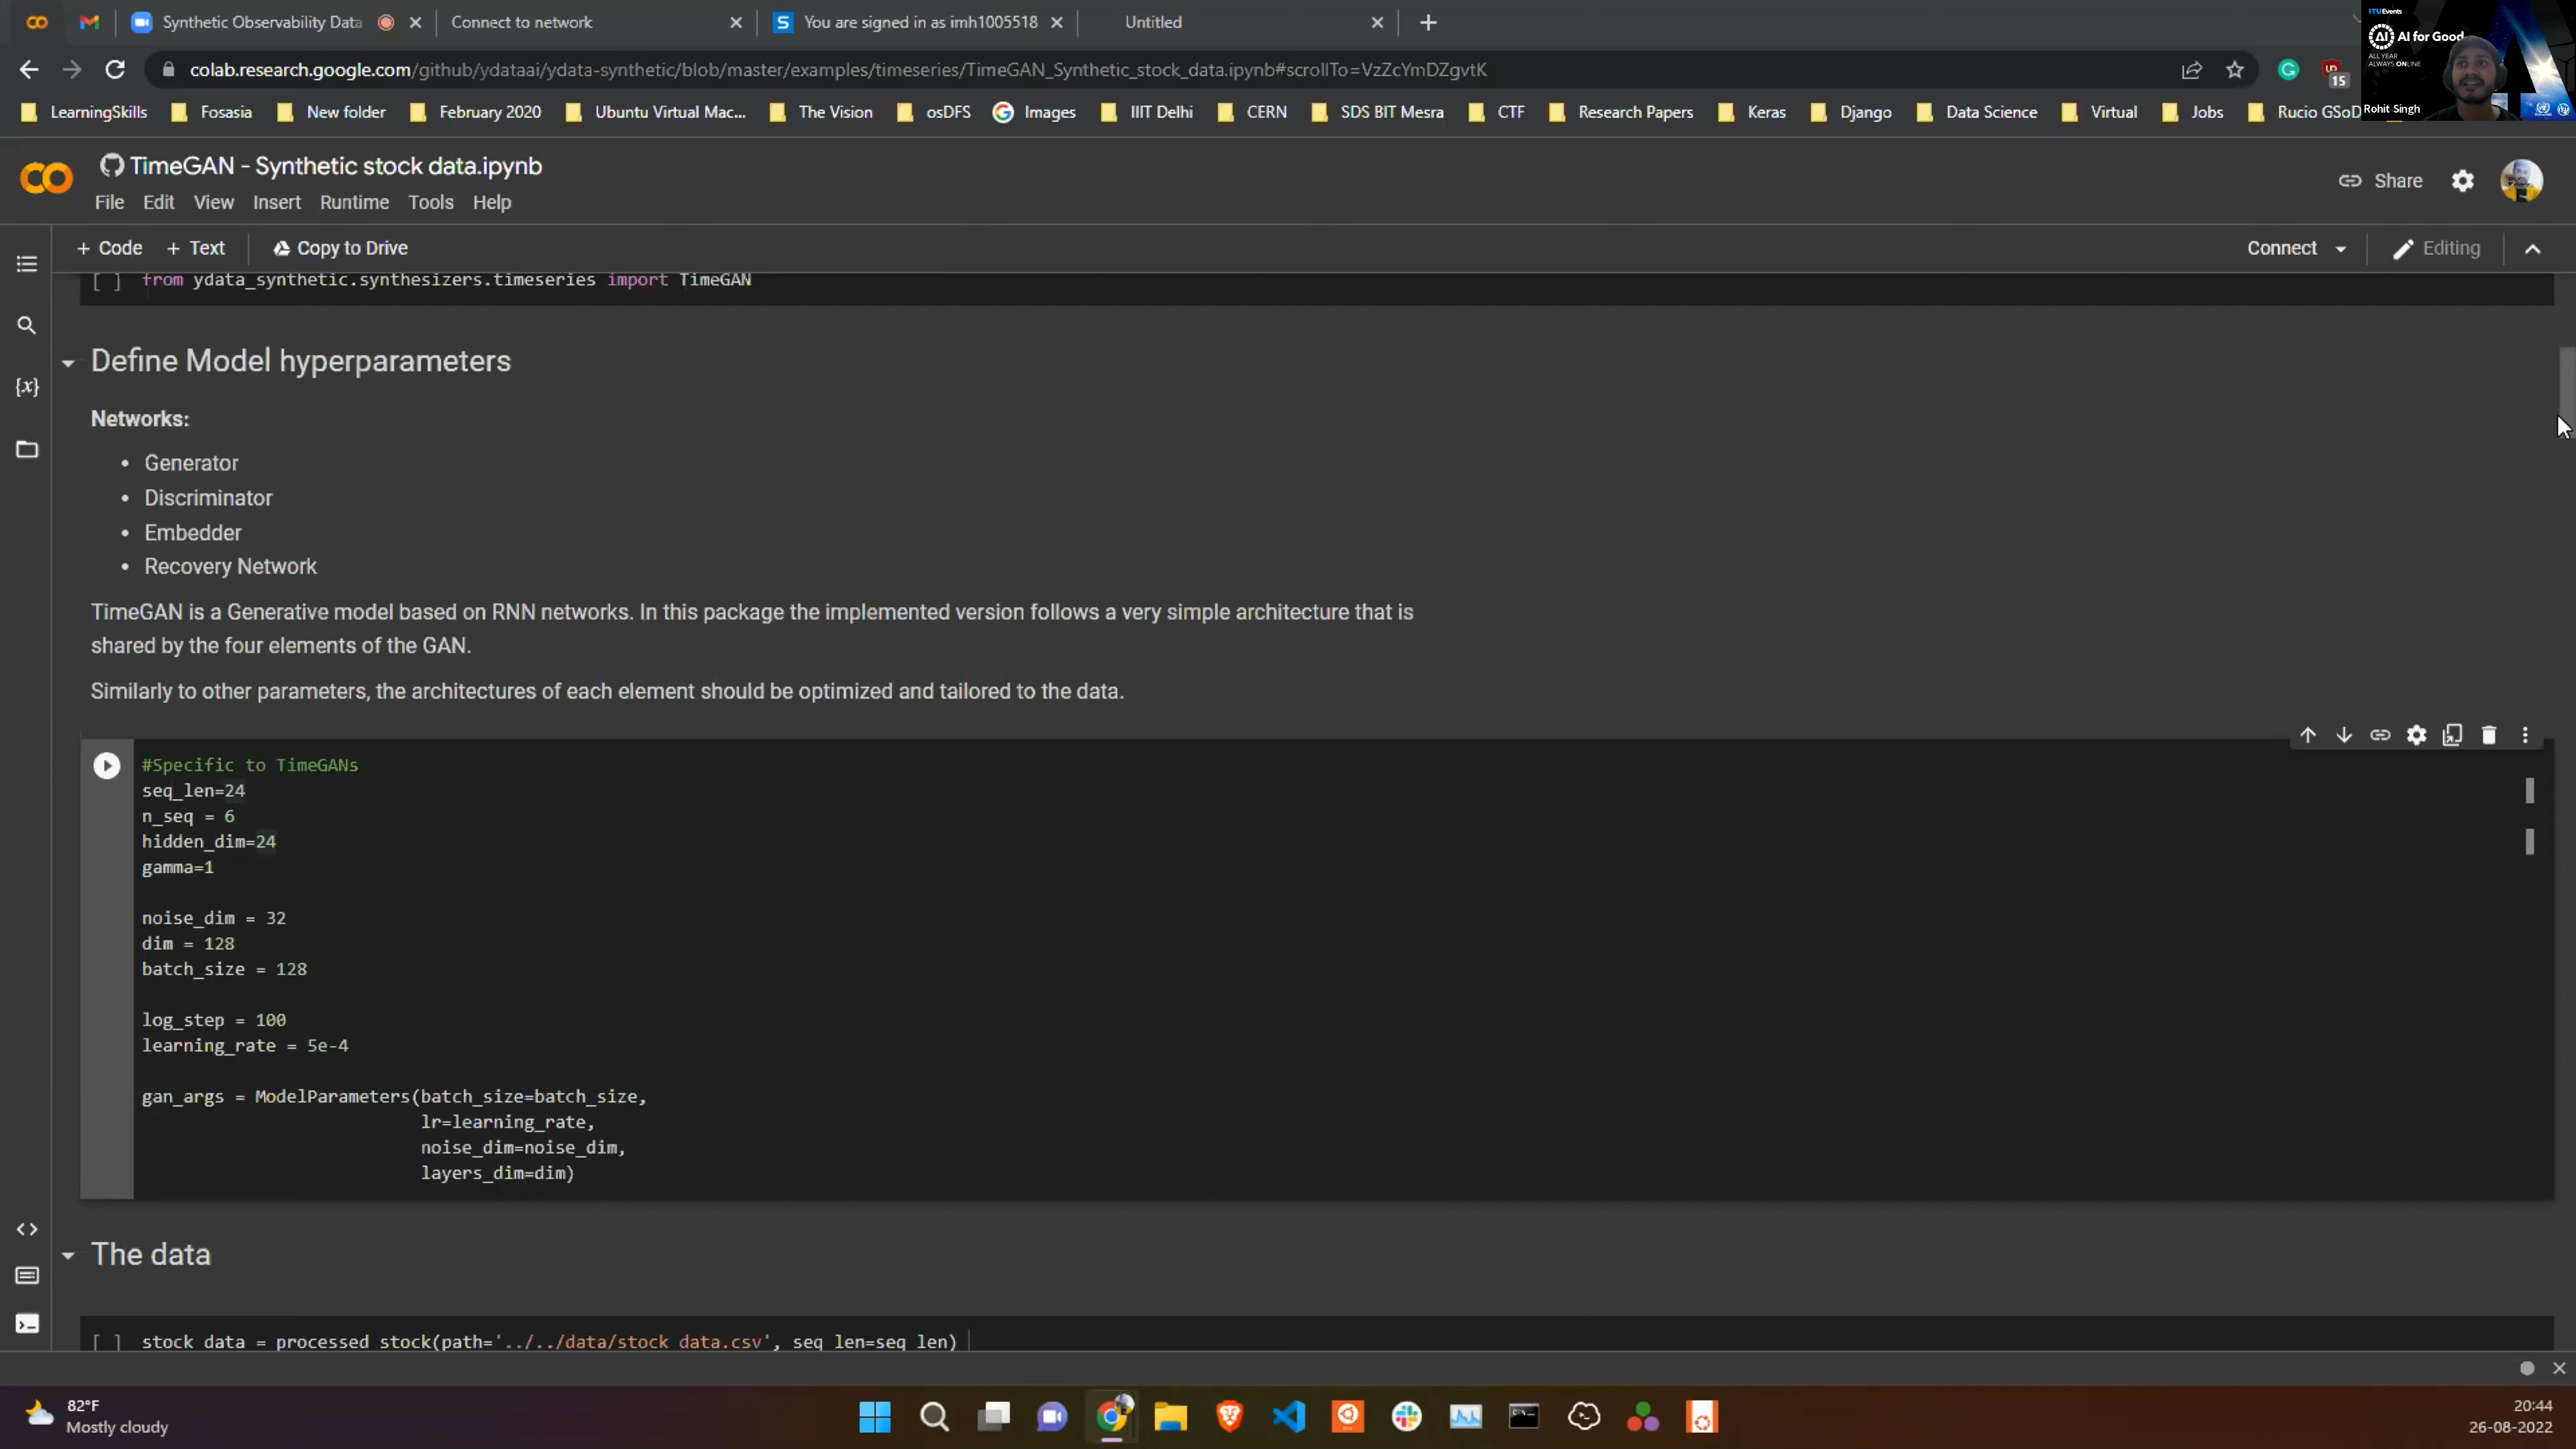 Synthetic Observability Data
Connect to network
You are signed in as imh1005518
Untitled
colab.research.google.com/github/ydataai/ydata-synthetic/blob/master/examples/timeseries/TimeGAN_Synthetic_stock_data.ipynb#scrollTo=VzZcYmDZgvtK
15
ITUEvents
AI for Good
ALL YEAR
ALWAYS ONLINE
Rohit Singh
LearningSkills
Fosasia
New folder
February 2020
Ubuntu Virtual Mac...
The Vision
osDFS
Images
IIIT Delhi
CERN
SDS BIT Mesra
CTF
Research Papers
Keras
Django
Data Science
Virtual
Jobs
Rucio GSoD
TimeGAN - Synthetic stock data.ipynb
File Edit View Insert Runtime Tools Help
Share
+ Code + Text Copy to Drive
Connect
Editing
[ ] from ydata_synthetic.synthesizers.timeseries import TimeGAN
Define Model hyperparameters
Networks:
• Generator
• Discriminator
• Embedder
• Recovery Network
TimeGAN is a Generative model based on RNN networks. In this package the implemented version follows a very simple architecture that is
shared by the four elements of the GAN.
Similarly to other parameters, the architectures of each element should be optimized and tailored to the data.
#Specific to TimeGANs
seq_len=24
n_seq = 6
hidden_dim=24
gamma=1
noise_dim = 32
dim = 128
batch_size = 128
log_step = 100
learning_rate = 5e-4
gan_args = ModelParameters(batch_size=batch_size,
lr=learning_rate,
noise_dim=noise_dim,
layers_dim=dim)
The data
[ ] stock_data = processed_stock(path='../../data/stock_data.csv', seq_len=seq_len)
82°F
Mostly cloudy
20:44
26-08-2022